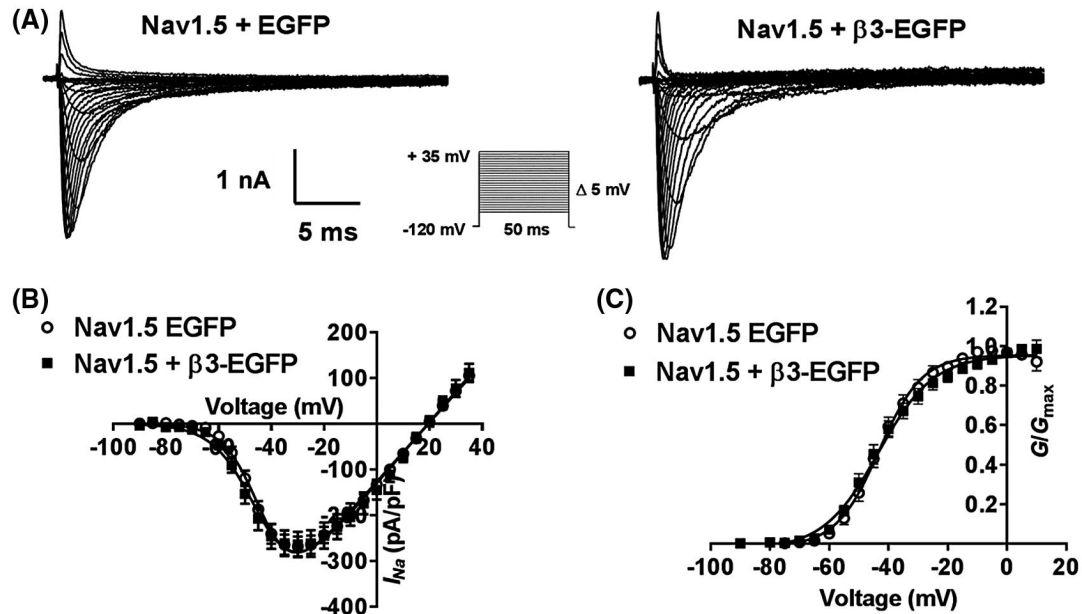 (A)
Nav1.5 + EGFP
Nav1.5 + β3-EGFP
1 nA
5 ms
+ 35 mV
Δ 5 mV
-120 mV
50 ms
(B)
Nav1.5 EGFP
Nav1.5 + β3-EGFP
200
100
Voltage (mV)
-100 -80 -60 -40 -20 20 40
-100
-200
-300
-400
INa (pA/pF)
(C)
Nav1.5 EGFP
Nav1.5 + β3-EGFP
1.2
1.0
0.8
0.6
0.4
0.2
G/Gmax
-100 -80 -60 -40 -20 0 20
Voltage (mV)